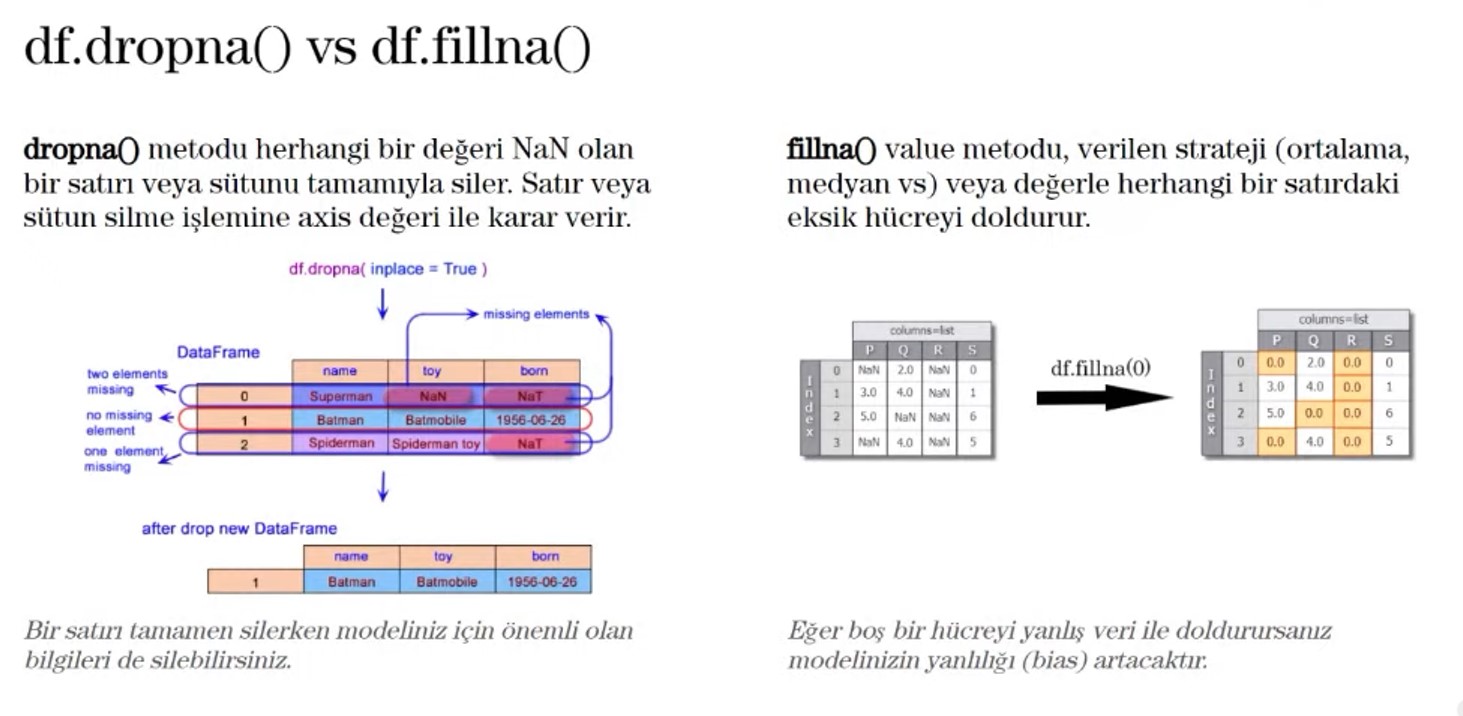 df.dropna() vs df.fillna()
dropna() metodu herhangi bir değeri NaN olan
bir satırı veya sütunu tamamıyla siler. Satır veya
sütun silme işlemine axis değeri ile karar verir.
df.dropna( inplace = True )
missing elements
DataFrame
name toy born
two elements
missing
0 Superman NaN NaT
no missing
element
1 Batman Batmobile 1956-06-26
one element
missing
2 Spiderman Spiderman toy NaT
after drop new DataFrame
name toy born
1 Batman Batmobile 1956-06-26
Bir satırı tamamen silerken modeliniz için önemli olan
bilgileri de silebilirsiniz.
fillna() value metodu, verilen strateji (ortalama,
medyan vs) veya değerle herhangi bir satırdaki
eksik hücreyi doldurur.
columns=list
P Q R S
Index
0 NaN 2.0 NaN 0
1 3.0 4.0 NaN 1
2 5.0 NaN NaN 6
3 NaN 4.0 NaN 5
df.fillna(0)
columns=list
P Q R S
Index
0 0.0 2.0 0.0 0
1 3.0 4.0 0.0 1
2 5.0 0.0 0.0 6
3 0.0 4.0 0.0 5
Eğer boş bir hücreyi yanlış veri ile doldurursanız
modelinizin yanlılığı (bias) artacaktır.